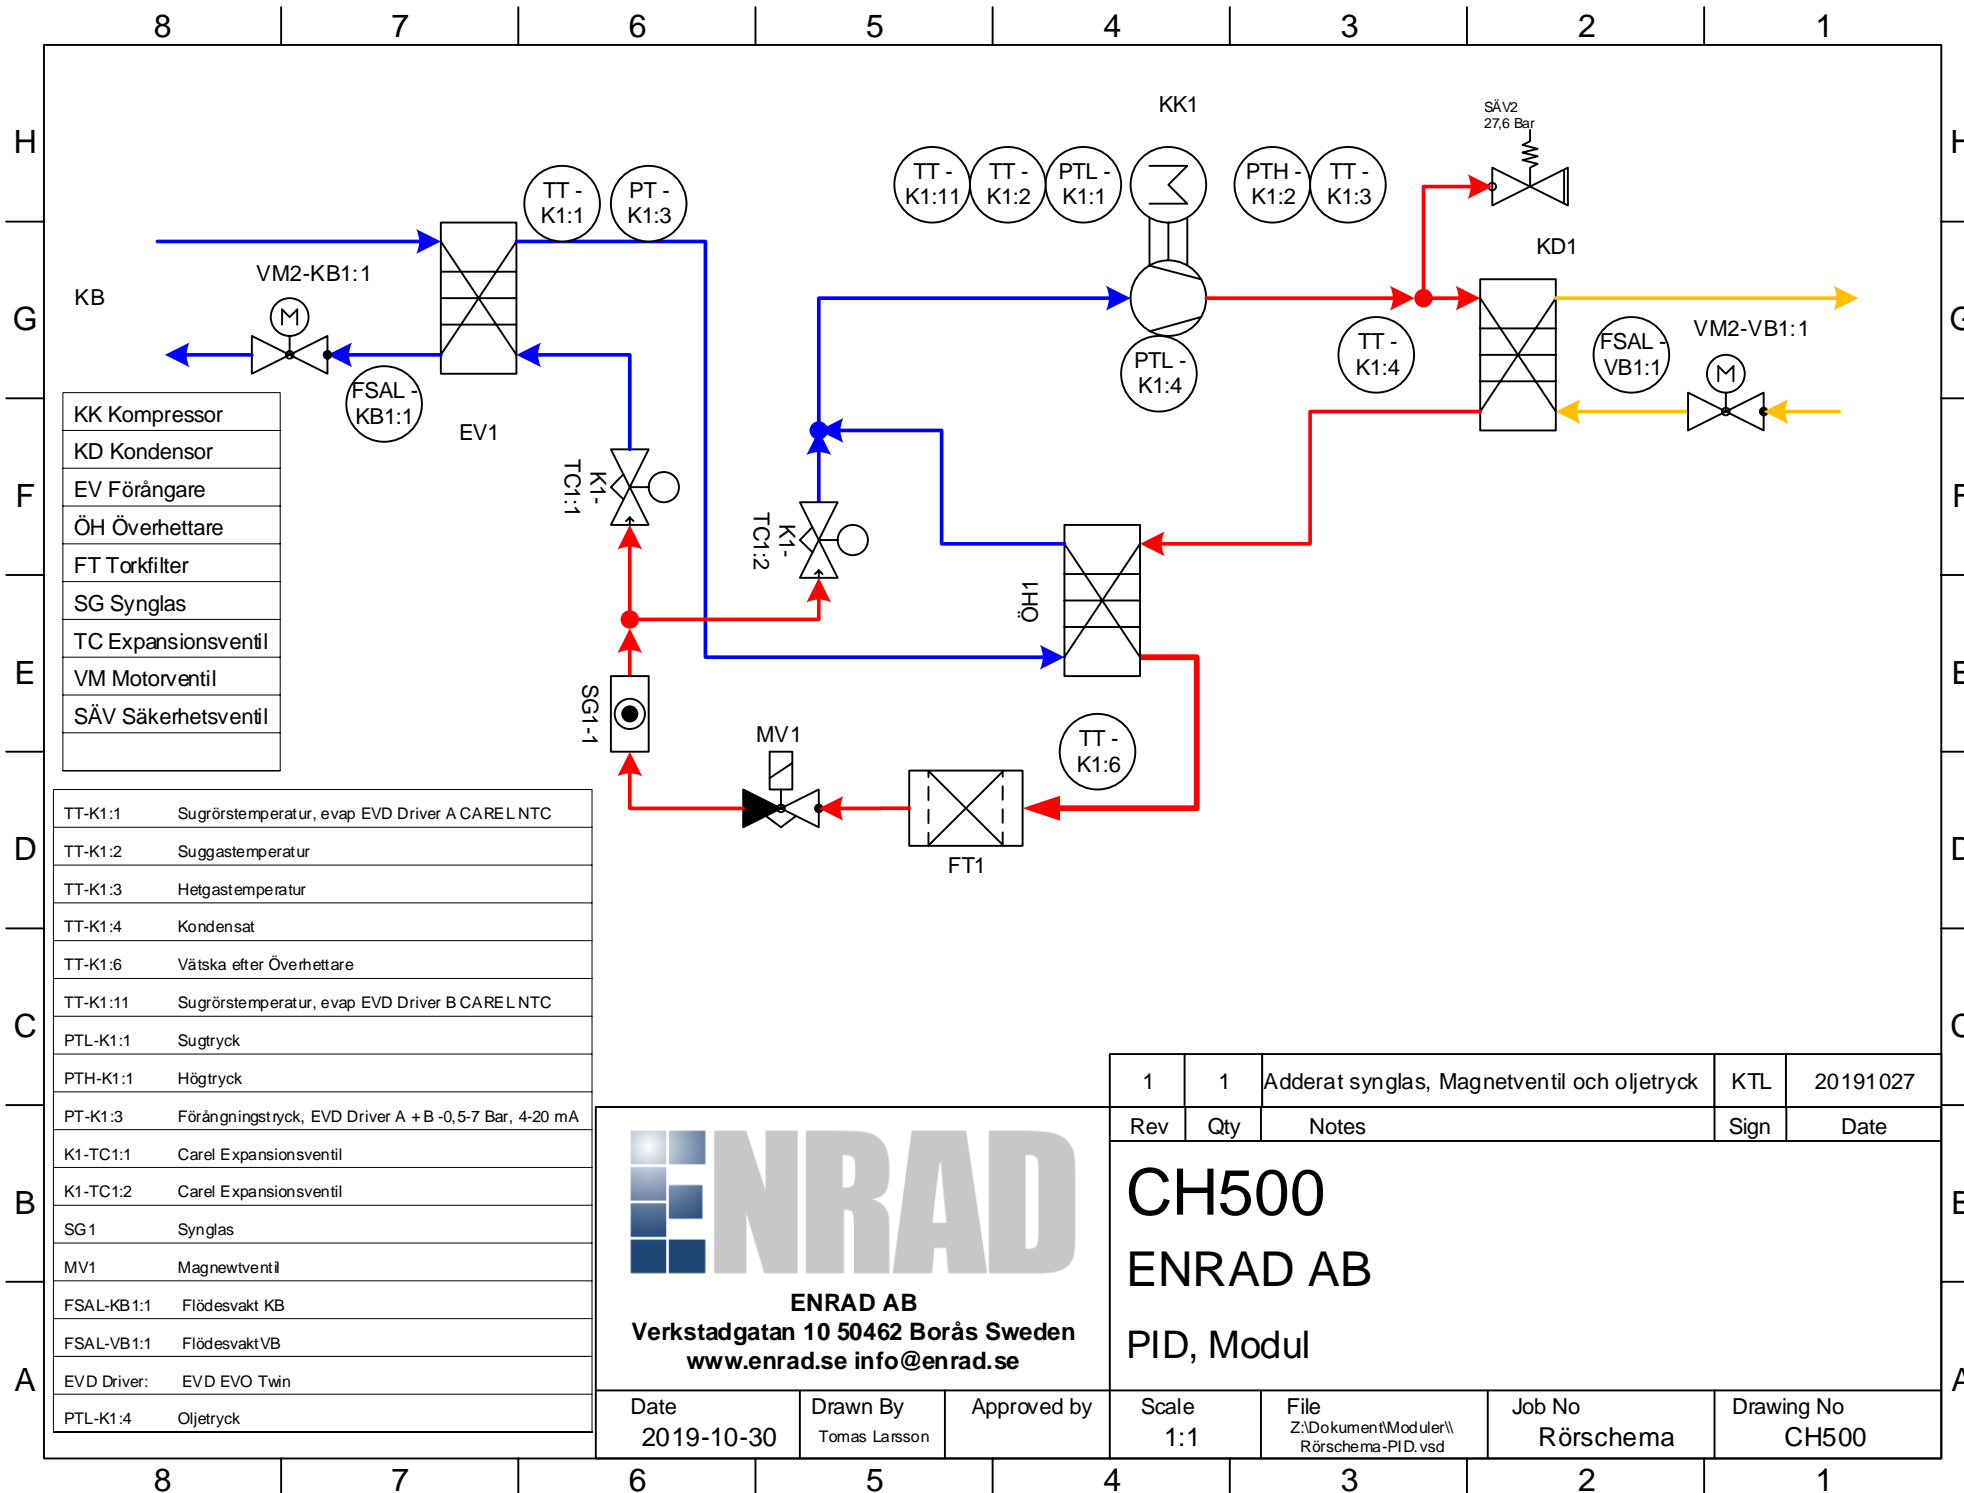 8 7 6 5 4 3 2 1
H H
KK1
SÄV2
27,6 Bar
TT - K1:1
PT - K1:3
TT - K1:11
TT - K1:2
PTL - K1:1
PTH - K1:2
TT - K1:3
KD1
VM2-KB1:1
KB
M
G G
VM2-VB1:1
TT - K1:4
FSAL - VB1:1
PTL - K1:4
M
FSAL - KB1:1
EV1
KK Kompressor
KD Kondensor
EV Förångare
ÖH Överhettare
FT Torkfilter
SG Synglas
TC Expansionsventil
VM Motorventil
SÄV Säkerhetsventil
K1-
TC1:1
F F
K1-
TC1:2
ÖH1
E E
SG1-1
MV1
TT - K1:6
FT1
D D
TT-K1:1 Sugrörstemperatur, evap EVD Driver A CAREL NTC
TT-K1:2 Suggastemperatur
TT-K1:3 Hetgastemperatur
TT-K1:4 Kondensat
TT-K1:6 Vätska efter Överhettare
TT-K1:11 Sugrörstemperatur, evap EVD Driver B CAREL NTC
PTL-K1:1 Sugtryck
PTH-K1:1 Högtryck
PT-K1:3 Förångningstryck, EVD Driver A + B -0,5-7 Bar, 4-20 mA
K1-TC1:1 Carel Expansionsventil
K1-TC1:2 Carel Expansionsventil
SG1 Synglas
MV1 Magnewtventil
FSAL-KB1:1 Flödesvakt KB
FSAL-VB1:1 FlödesvaktVB
EVD Driver: EVD EVO Twin
PTL-K1:4 Oljetryck
C C
B B
A A
1 1 Adderat synglas, Magnetventil och oljetryck KTL 20191027
Rev Qty Notes Sign Date
ENRAD
ENRAD AB
Verkstadgatan 10 50462 Borås Sweden
www.enrad.se info@enrad.se
CH500
ENRAD AB
PID, Modul
Date
2019-10-30
Drawn By
Tomas Larsson
Approved by
Scale
1:1
File
Z:\Dokument\Moduler\\
Rörschema-PID.vsd
Job No
Rörschema
Drawing No
CH500
8 7 6 5 4 3 2 1